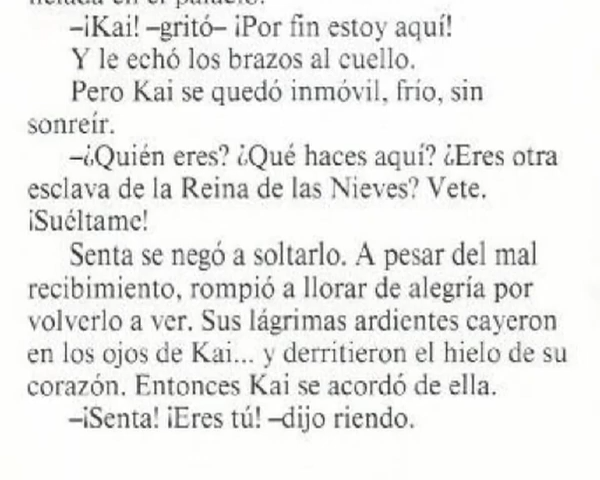 –¡Kai! –gritó– ¡Por fin estoy aquí!
Y le echó los brazos al cuello.
Pero Kai se quedó inmóvil, frío, sin
sonreír.
–¿Quién eres? ¿Qué haces aquí? ¿Eres otra
esclava de la Reina de las Nieves? Vete.
¡Suéltame!
Senta se negó a soltarlo. A pesar del mal
recibimiento, rompió a llorar de alegría por
volverlo a ver. Sus lágrimas ardientes cayeron
en los ojos de Kai... y derritieron el hielo de su
corazón. Entonces Kai se acordó de ella.
–¡Senta! ¡Eres tú! –dijo riendo.